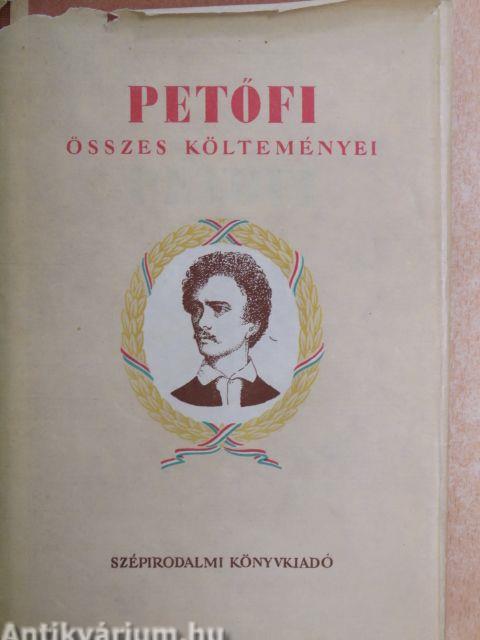 PETŐFI
ÖSSZES KÖLTEMÉNYEI
SZÉPIRODALMI KÖNYVKIADÓ
Antikvárium.hu